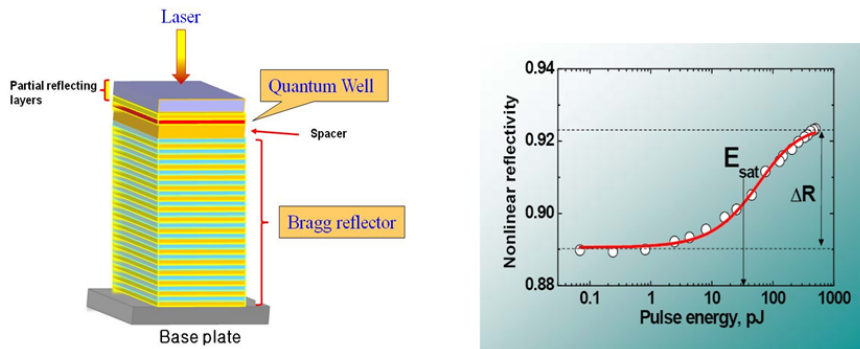 Laser
Partial reflecting
layers
Quantum Well
Spacer
Bragg reflector
Base plate
Nonlinear reflectivity
0.94
0.92
0.90
0.88
E sat
ΔR
0.1
1
10
100
1000
Pulse energy, pJ